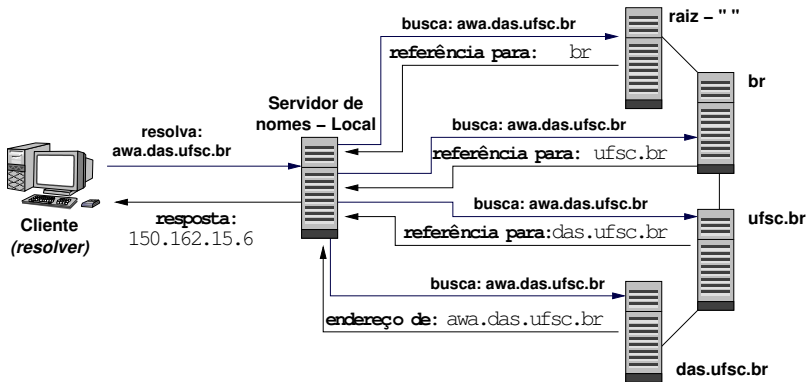 busca: awa.das.ufsc.br
raiz – " "
referência para: br
br
Servidor de
nomes – Local
resolva:
awa.das.ufsc.br
busca: awa.das.ufsc.br
referência para: ufsc.br
Cliente
(resolver)
resposta:
150.162.15.6
busca: awa.das.ufsc.br
ufsc.br
referência para:das.ufsc.br
busca: awa.das.ufsc.br
endereço de: awa.das.ufsc.br
das.ufsc.br